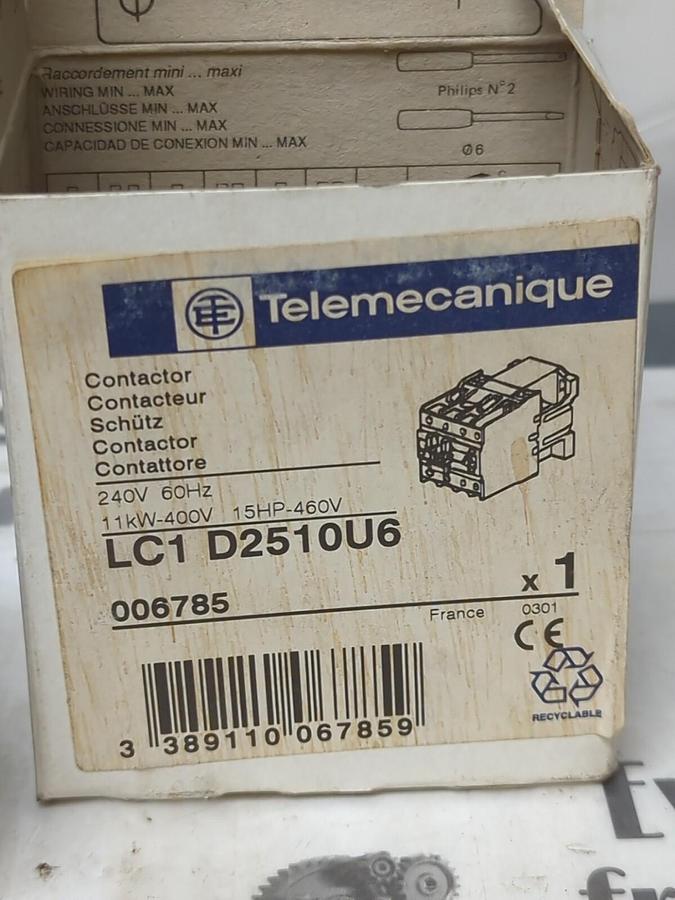 Raccordement mini ... maxi
WIRING MIN ... MAX
ANSCHLÜSSE MIN ... MAX
CONNESSIONE MIN ... MAX
CAPACIDAD DE CONEXION MIN ... MAX
Philips N°2
Ø6
Telemecanique
Contactor
Contacteur
Schütz
Contactor
Contattore
240V 60Hz
11kW-400V 15HP-460V
LC1 D2510U6
006785
x 1
France 0301
CE
RECYCLABLE
3 389110 067859